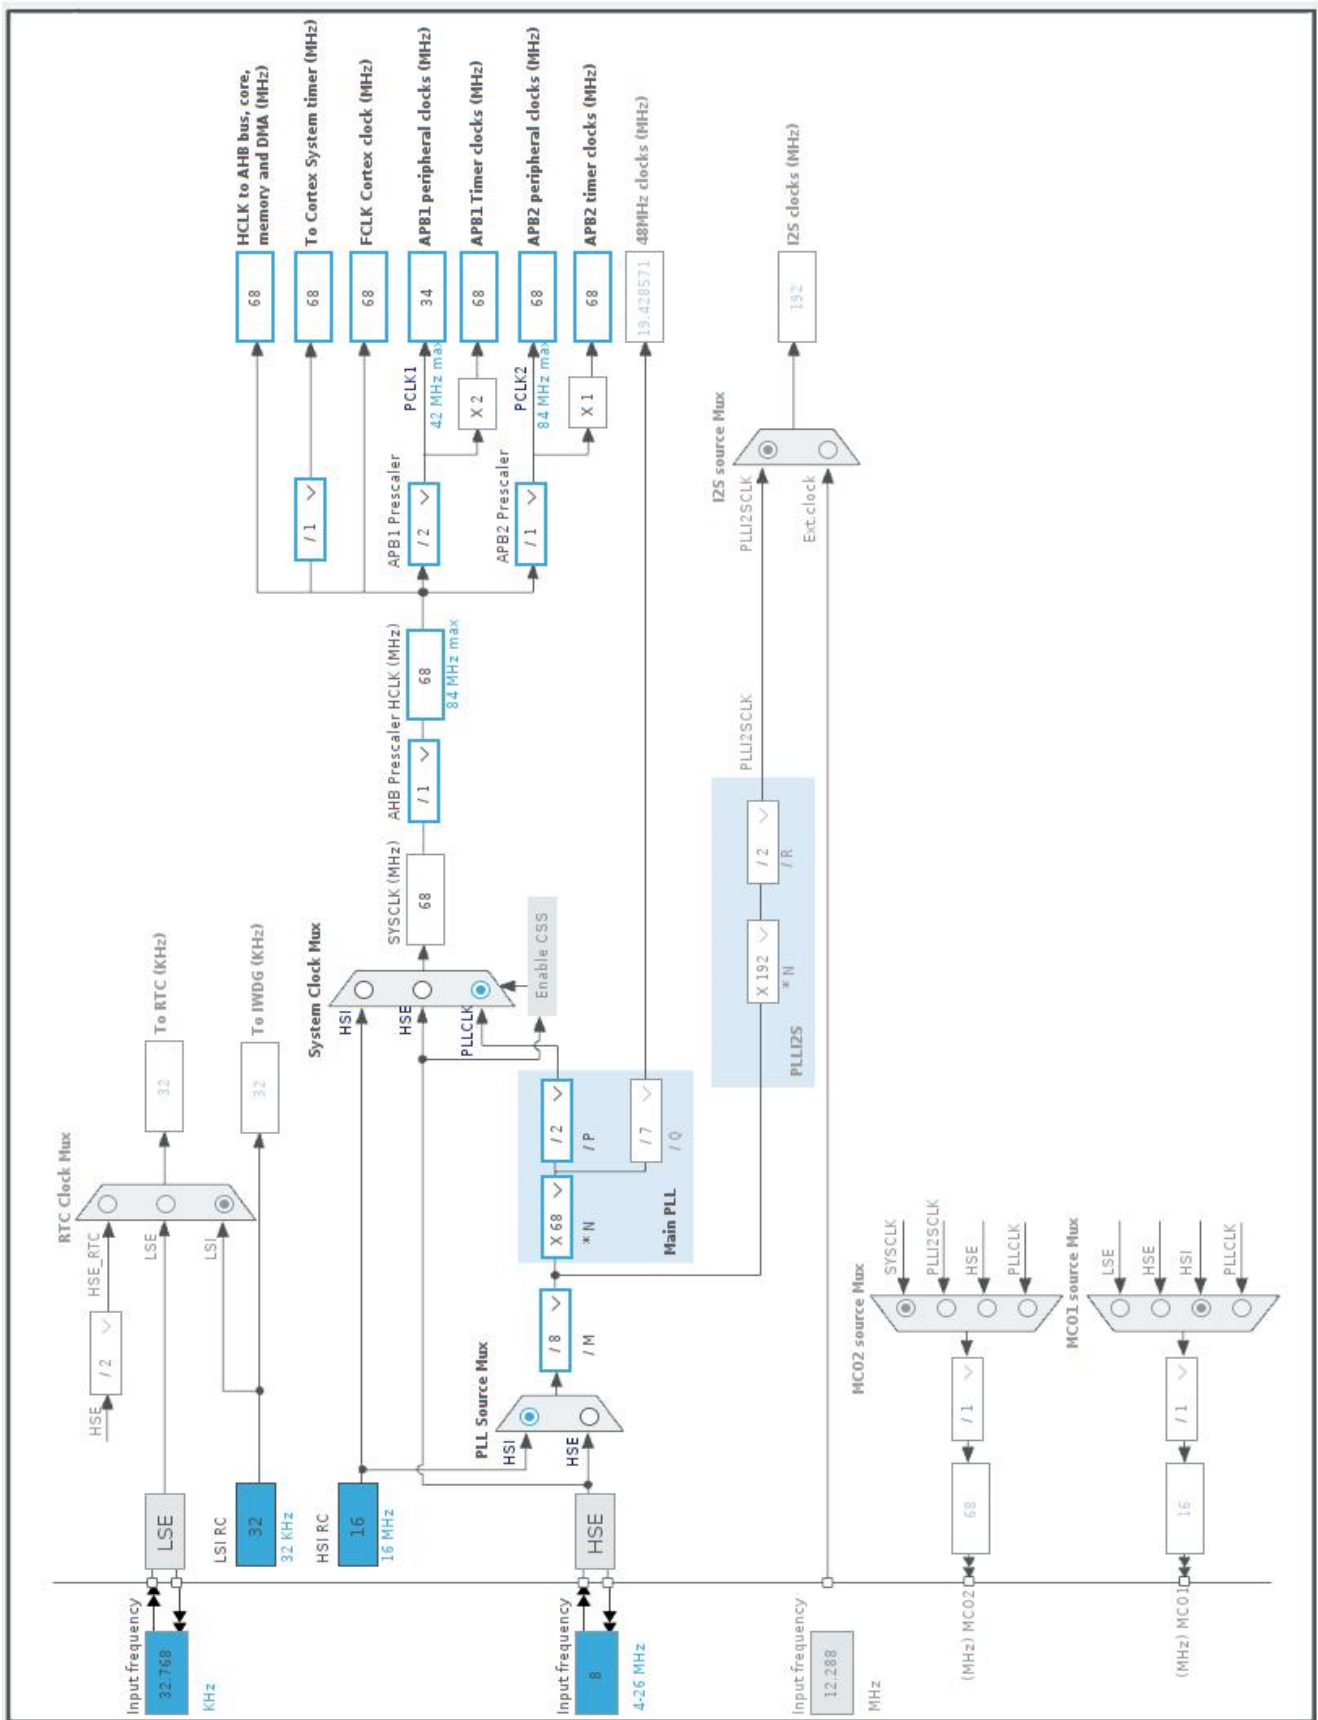 RTC Clock Mux
HSE
/ 2
HSE_RTC
LSE
LSI
32
To RTC (KHz)
32
To IWDG (KHz)
Input frequency
32.768
KHz
LSE
LSI RC
32
32 KHz
HSI RC
16
16 MHz
System Clock Mux
HSI
HSE
PLLCLK
Enable CSS
SYSCLK (MHz)
68
AHB Prescaler
/ 1
HCLK (MHz)
68
84 MHz max
/ 1
APB1 Prescaler
/ 2
PCLK1
42 MHz max
X 2
APB2 Prescaler
/ 1
PCLK2
84 MHz max
X 1
68
HCLK to AHB bus, core,
memory and DMA (MHz)
68
To Cortex System timer (MHz)
68
FCLK Cortex clock (MHz)
34
APB1 peripheral clocks (MHz)
68
APB1 Timer clocks (MHz)
68
APB2 peripheral clocks (MHz)
68
APB2 timer clocks (MHz)
19.428571
48MHz clocks (MHz)
Input frequency
8
4-26 MHz
HSE
PLL Source Mux
HSI
HSE
/ 8
/ M
X 68
* N
/ 2
/ P
/ 7
/ Q
Main PLL
X 192
* N
/ 2
/ R
PLLI2S
PLLI2SCLK
PLLI2SCLK
I2S source Mux
Ext.clock
192
I2S clocks (MHz)
Input frequency
12.288
MHz
MCO2 source Mux
SYSCLK
PLLI2SCLK
HSE
PLLCLK
/ 1
68
(MHz) MCO2
MCO1 source Mux
LSE
HSE
HSI
PLLCLK
/ 1
16
(MHz) MCO1